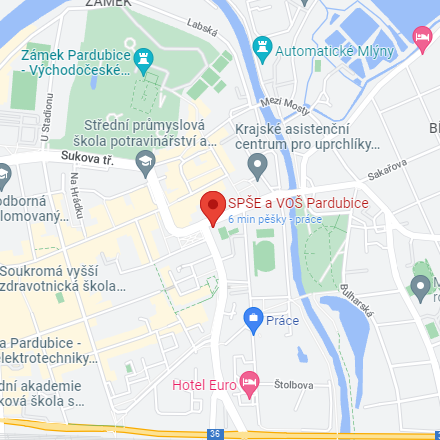 ZÁMEK
Labská
Zámek Pardubice
- Východočeské...
Automatické Mlýny
U Stadionu
Mezi Mosty
Střední průmyslová
škola potravinářství a...
Krajské asistenční
centrum pro uprchlíky...
Sukova tř.
Sakařova
Na Hrádku
odborná
lomovaný...
SPŠE a VOŠ Pardubice
6 min pěšky - práce
Soukromá vyšší
zdravotnická škola...
Bulharská
Práce
a Pardubice -
elektrotechniky...
Hotel Euro
Štolbova
dní akademie
ková škola s...
36